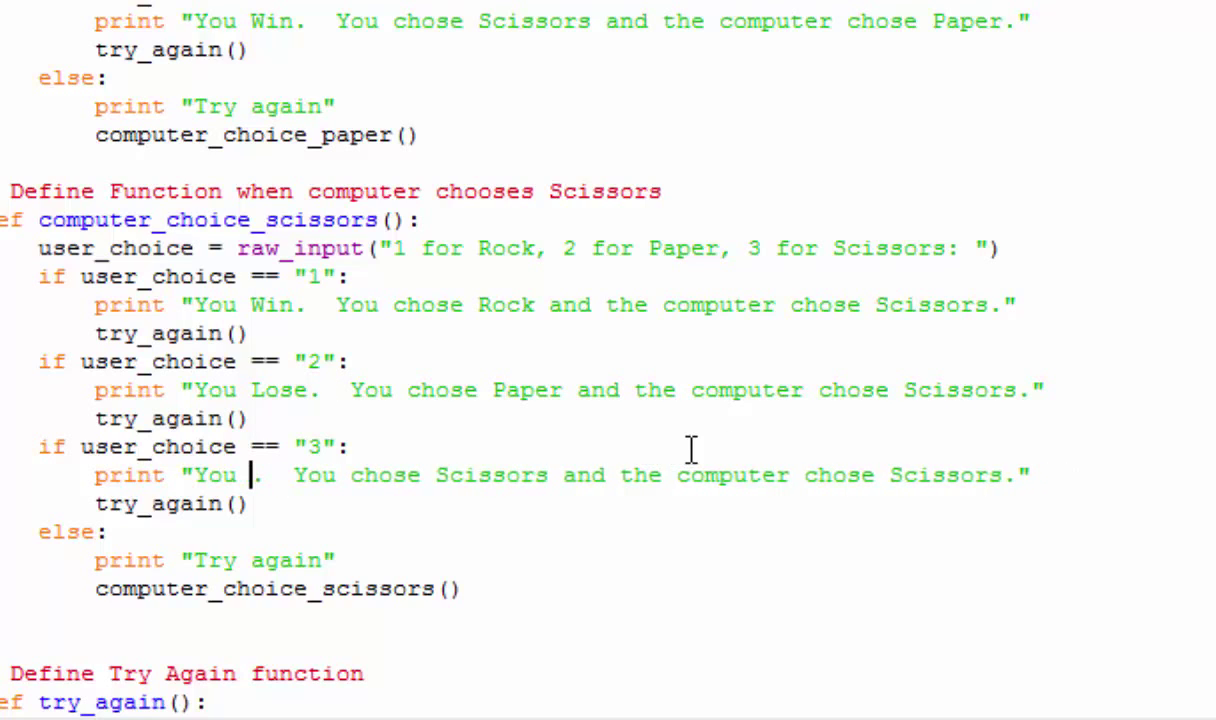 print "You Win.  You chose Scissors and the computer chose Paper."
try_again()
else:
print "Try again"
computer_choice_paper()
Define Function when computer chooses Scissors
ef computer_choice_scissors():
user_choice = raw_input("1 for Rock, 2 for Paper, 3 for Scissors: ")
if user_choice == "1":
print "You Win.  You chose Rock and the computer chose Scissors."
try_again()
if user_choice == "2":
print "You Lose.  You chose Paper and the computer chose Scissors."
try_again()
if user_choice == "3":
print "You .  You chose Scissors and the computer chose Scissors."
try_again()
else:
print "Try again"
computer_choice_scissors()
Define Try Again function
ef try_again():